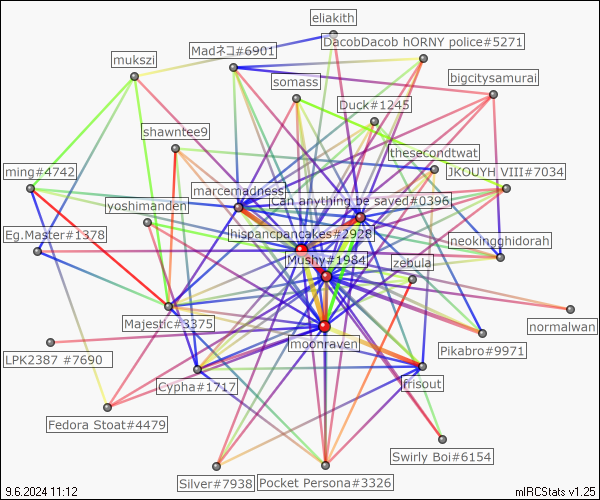 eliakith
DacobDacob hORNY police#5271
Madネコ#6901
mukszi
bigcitysamurai
somass
Duck#1245
shawntee9
thesecondtwat
ming#4742
JKOUYH VIII#7034
marcemadness
Can anything be saved#0396
yoshimanden
Eg.Master#1378
hispancpancakes#2928
neokingghidorah
Mushy#1984
zebula
Majestic#3375
normalwan
moonraven
LPK2387 #7690
Pikabro#9971
Cypha#1717
frisout
Fedora Stoat#4479
Swirly Boi#6154
Silver#7938
Pocket Persona#3326
9.6.2024 11:12
mIRCStats v1.25